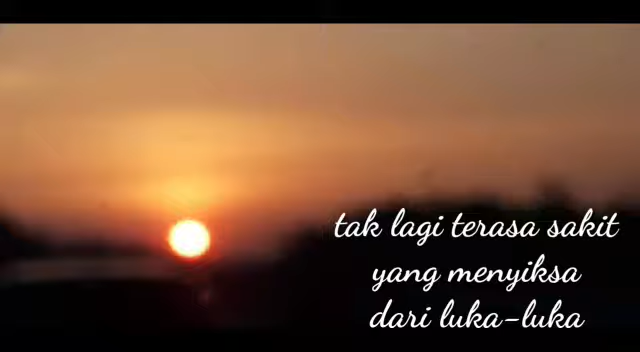 tak lagi terasa sakit
yang menyiksa
dari luka-luka